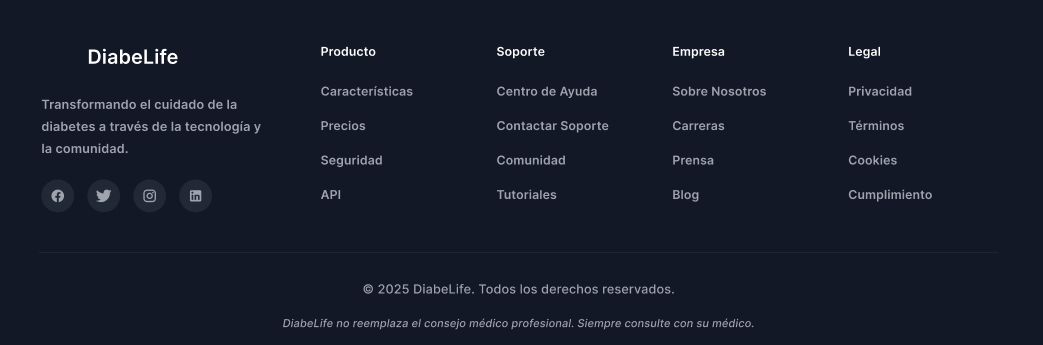 DiabeLife
Transformando el cuidado de la
diabetes a través de la tecnología y
la comunidad.
Producto
Características
Precios
Seguridad
API
Soporte
Centro de Ayuda
Contactar Soporte
Comunidad
Tutoriales
Empresa
Sobre Nosotros
Carreras
Prensa
Blog
Legal
Privacidad
Términos
Cookies
Cumplimiento
© 2025 DiabeLife. Todos los derechos reservados.
DiabeLife no reemplaza el consejo médico profesional. Siempre consulte con su médico.